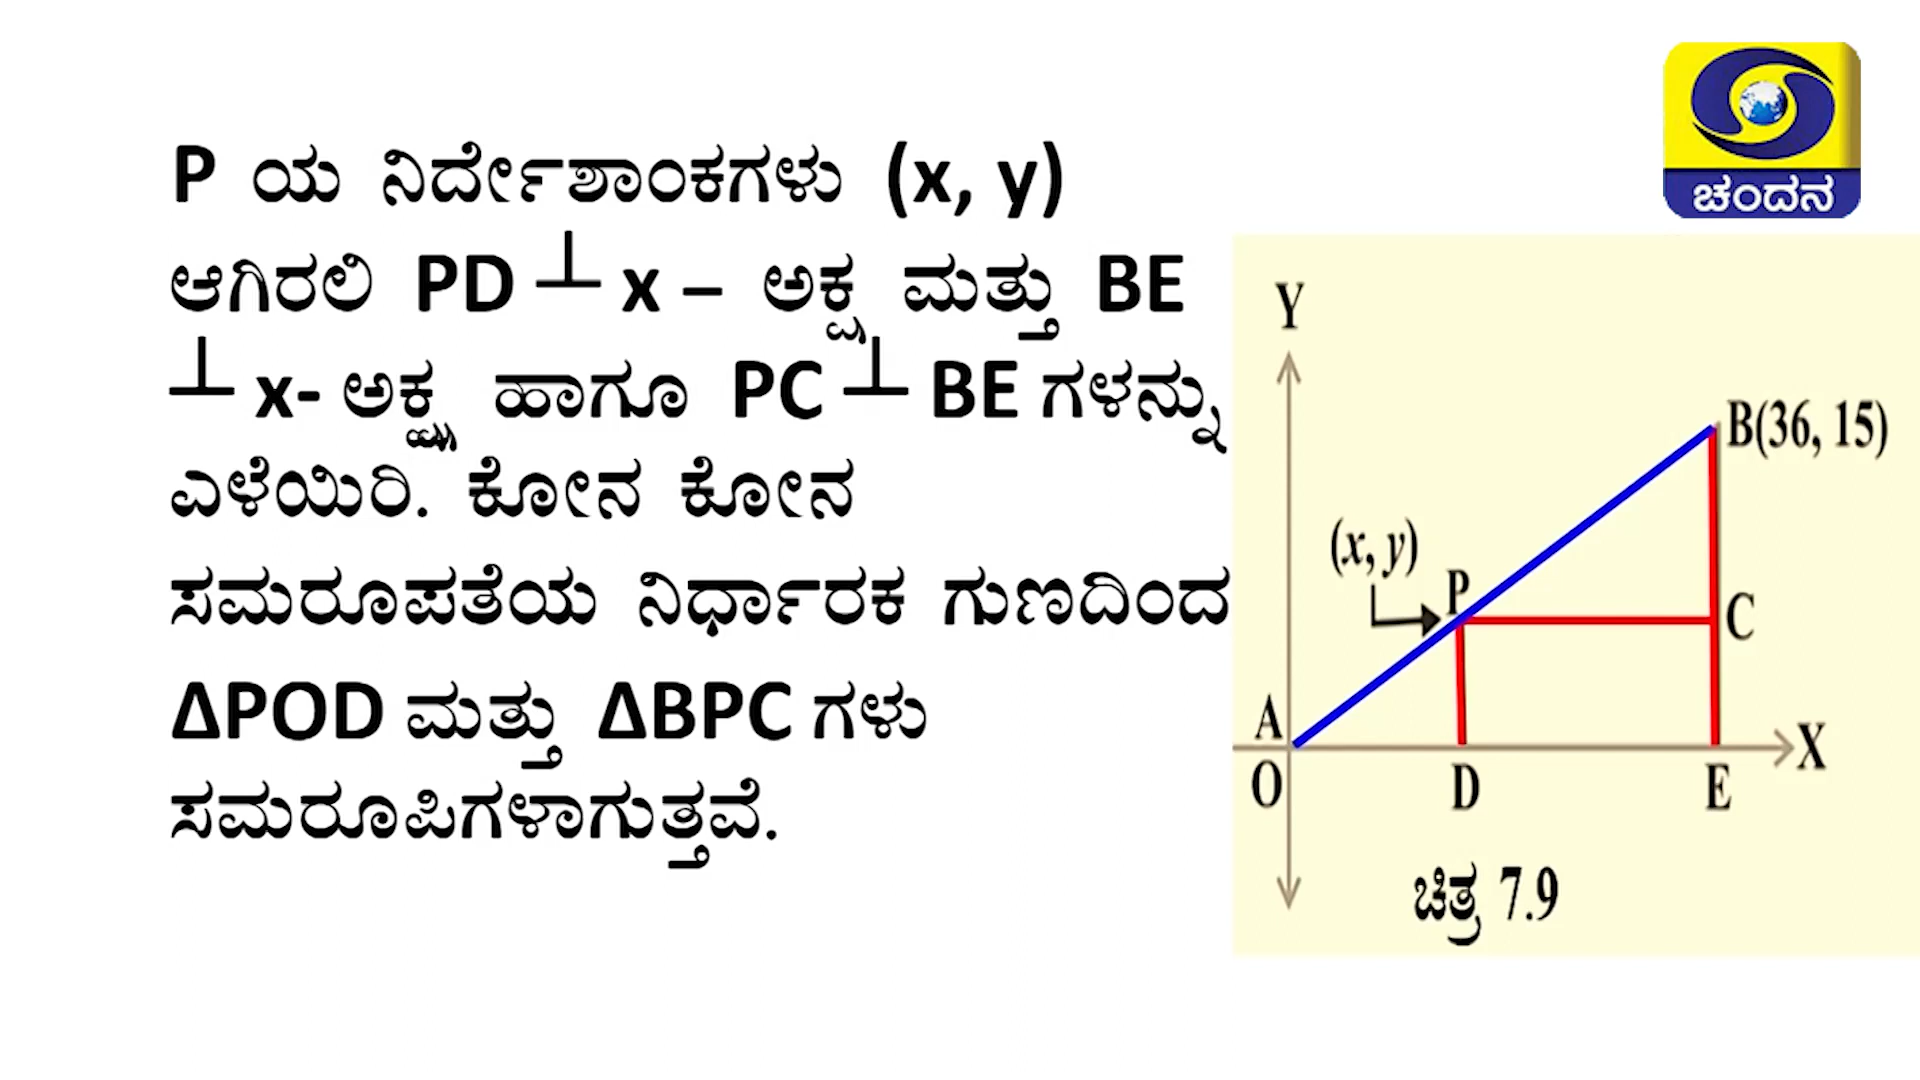 ಚಂದನ
P ಯ ನಿರ್ದೇಶಾಂಕಗಳು (x, y)
ಆಗಿರಲಿ PD ┴ x – ಅಕ್ಷ ಮತ್ತು BE
┴ x- ಅಕ್ಷ ಹಾಗೂ PC ┴ BE ಗಳನ್ನು
ಎಳೆಯಿರಿ. ಕೋನ ಕೋನ
ಸಮರೂಪತೆಯ ನಿರ್ಧಾರಕ ಗುಣದಿಂದ
ΔPOD ಮತ್ತು ΔBPC ಗಳು
ಸಮರೂಪಿಗಳಾಗುತ್ತವೆ.
Y
B(36, 15)
(x, y)
P
C
A
X
O
D
E
ಚಿತ್ರ 7.9